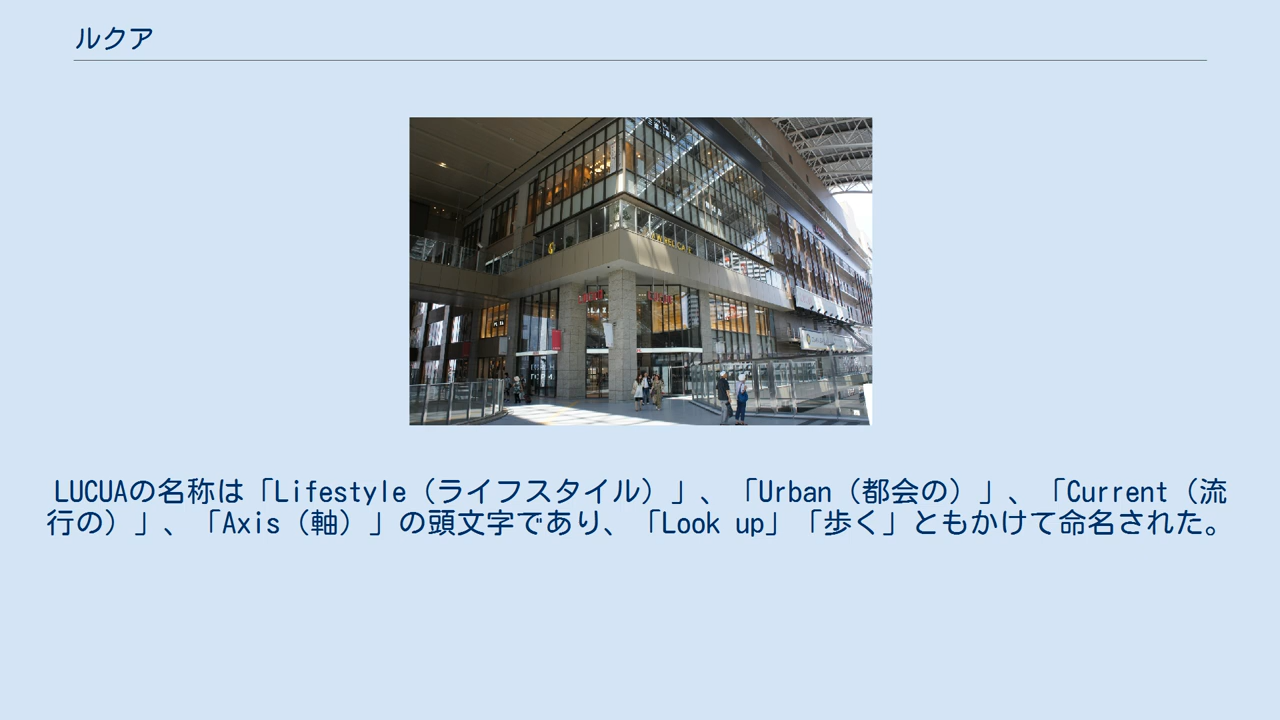 ルクア
LUCUAの名称は「Lifestyle（ライフスタイル）」、「Urban（都会の）」、「Current（流
行の）」、「Axis（軸）」の頭文字であり、「Look up」「歩く」ともかけて命名された。